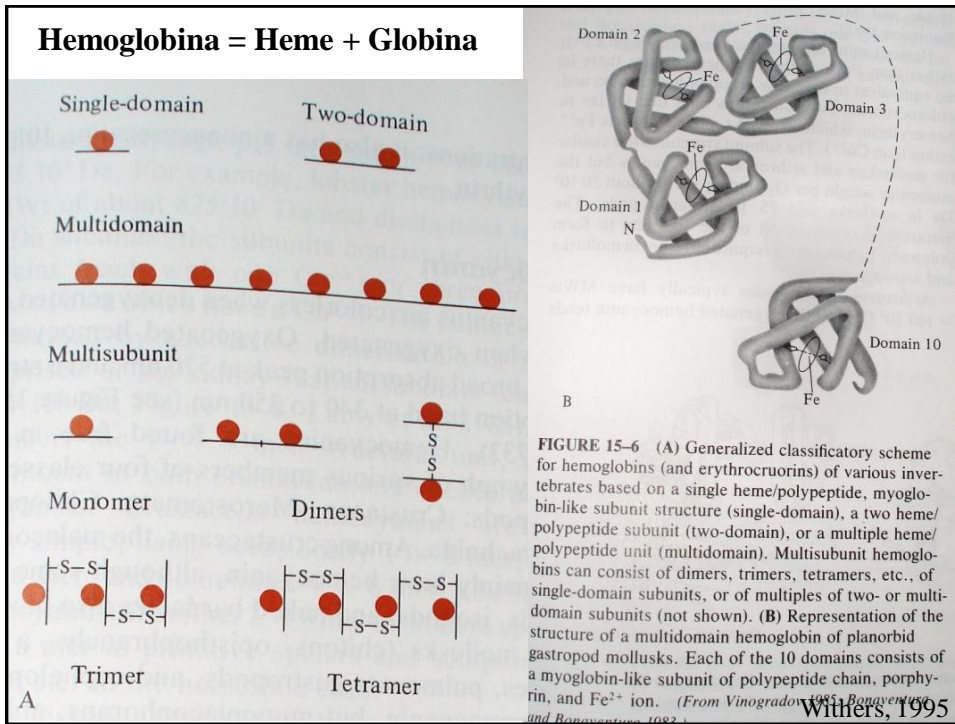 Hemoglobina = Heme + Globina
Single-domain
Two-domain
Multidomain
Multisubunit
S
S
Monomer
Dimers
S-S
S-S
S-S
S-S
S-S
Trimer
Tetramer
A
Domain 2
Fe
Fe
Domain 3
Fe
Domain 1
N
Domain 10
Fe
B
FIGURE 15–6 (A) Generalized classificatory scheme
for hemoglobins (and erythrocruorins) of various inver-
tebrates based on a single heme/polypeptide, myoglo-
bin-like subunit structure (single-domain), a two heme/
polypeptide subunit (two-domain), or a multiple heme/
polypeptide unit (multidomain). Multisubunit hemoglo-
bins can consist of dimers, trimers, tetramers, etc., of
single-domain subunits, or of multiples of two- or multi-
domain subunits (not shown). (B) Representation of the
structure of a multidomain hemoglobin of planorbid
gastropod mollusks. Each of the 10 domains consists of
a myoglobin-like subunit of polypeptide chain, porphy-
rin, and Fe²⁺ ion. (From Vinogradov 1985, Bonaventura
and Bonaventura 1983.)
Withers, 1995